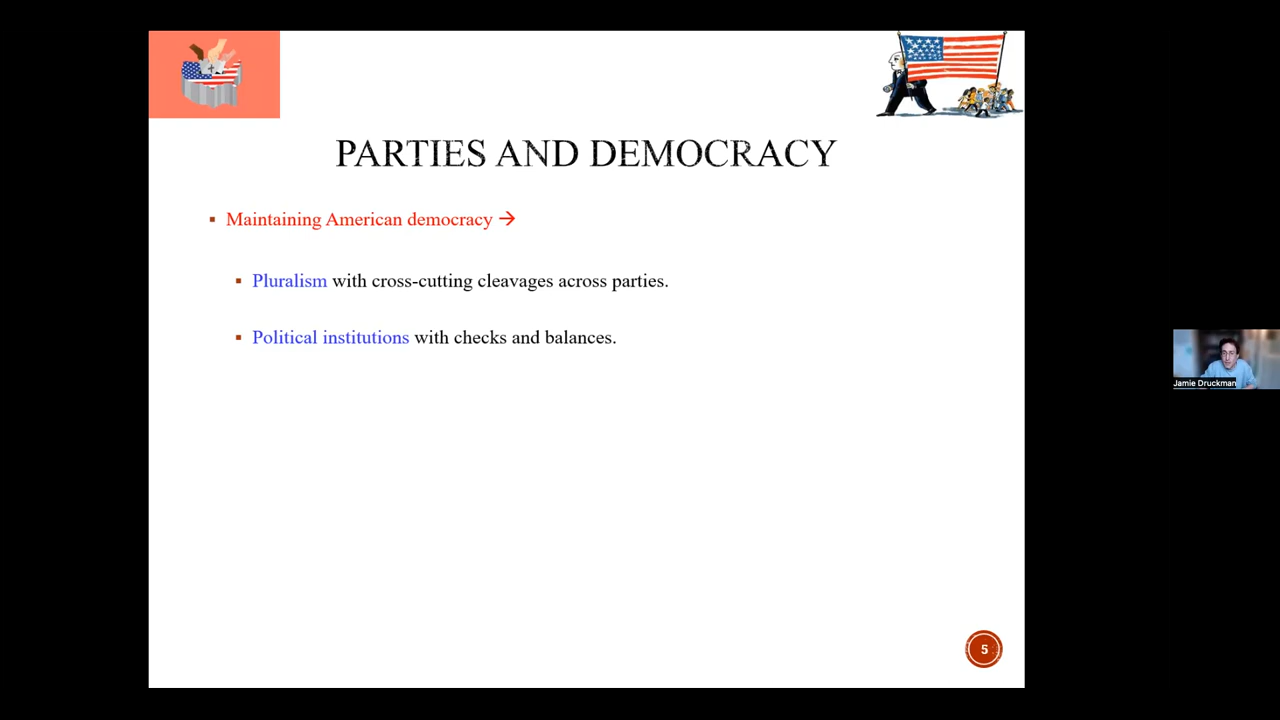 PARTIES AND DEMOCRACY
Maintaining American democracy →
Pluralism with cross-cutting cleavages across parties.
Political institutions with checks and balances.
Jamie Druckman
5